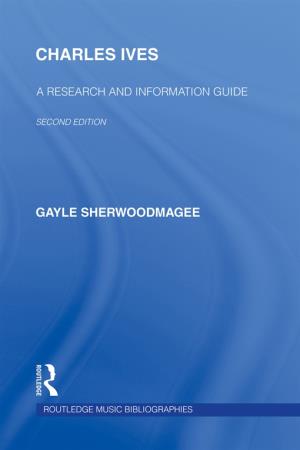 CHARLES IVES
A RESEARCH AND INFORMATION GUIDE
SECOND EDITION
GAYLE SHERWOODMAGEE
ROUTLEDGE
ROUTLEDGE MUSIC BIBLIOGRAPHIES